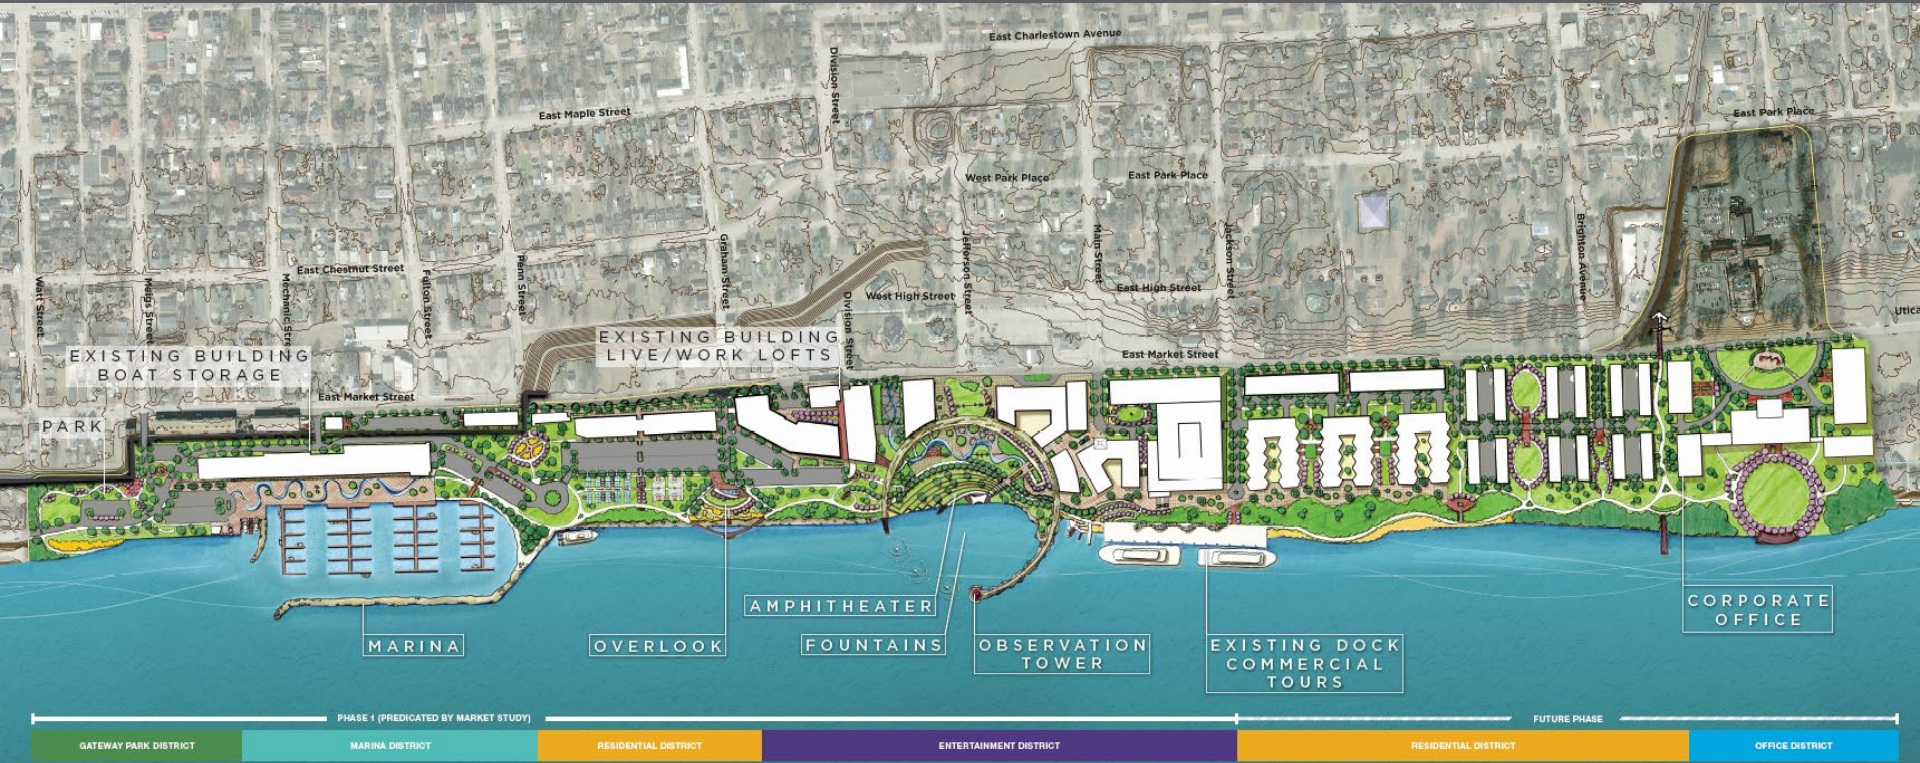 East Charlestown Avenue
Division Street
East Maple Street
East Park Place
West Park Place
East Park Place
Watt Street
Meigs Street
Mechanic Stre
East Chestnut Street
Fulton Street
Penn Street
Graham Street
Division Street
West High Street
Jefferson Street
Main Street
East High Street
Jackson Street
Brighton Avenue
Utica
EXISTING BUILDING
BOAT STORAGE
EXISTING BUILDING
LIVE/WORK LOFTS
East Market Street
East Market Street
PARK
MARINA
OVERLOOK
AMPHITHEATER
FOUNTAINS
OBSERVATION
TOWER
EXISTING DOCK
COMMERCIAL
TOURS
CORPORATE
OFFICE
PHASE 1 (PREDICATED BY MARKET STUDY)
FUTURE PHASE
GATEWAY PARK DISTRICT
MARINA DISTRICT
RESIDENTIAL DISTRICT
ENTERTAINMENT DISTRICT
RESIDENTIAL DISTRICT
OFFICE DISTRICT